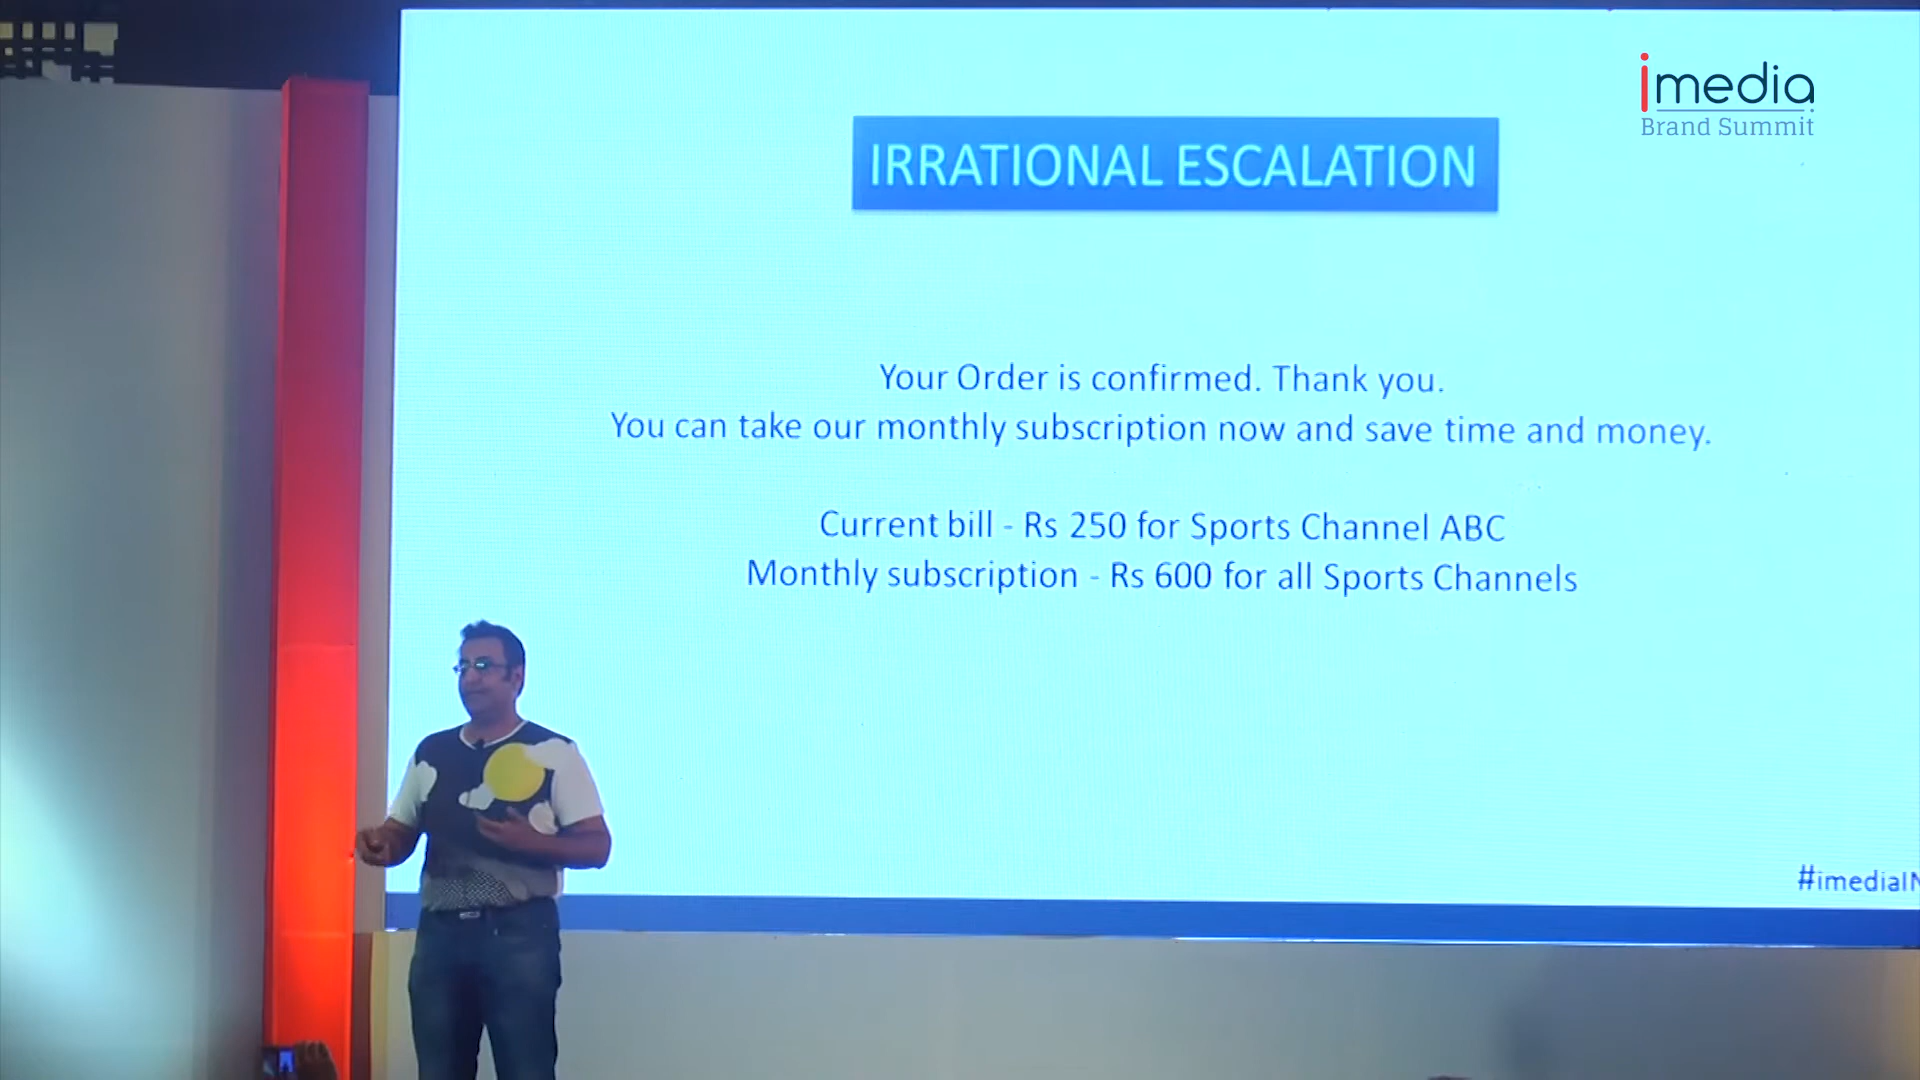 imedia
Brand Summit
IRRATIONAL ESCALATION
Your Order is confirmed. Thank you.
You can take our monthly subscription now and save time and money.
Current bill - Rs 250 for Sports Channel ABC
Monthly subscription - Rs 600 for all Sports Channels